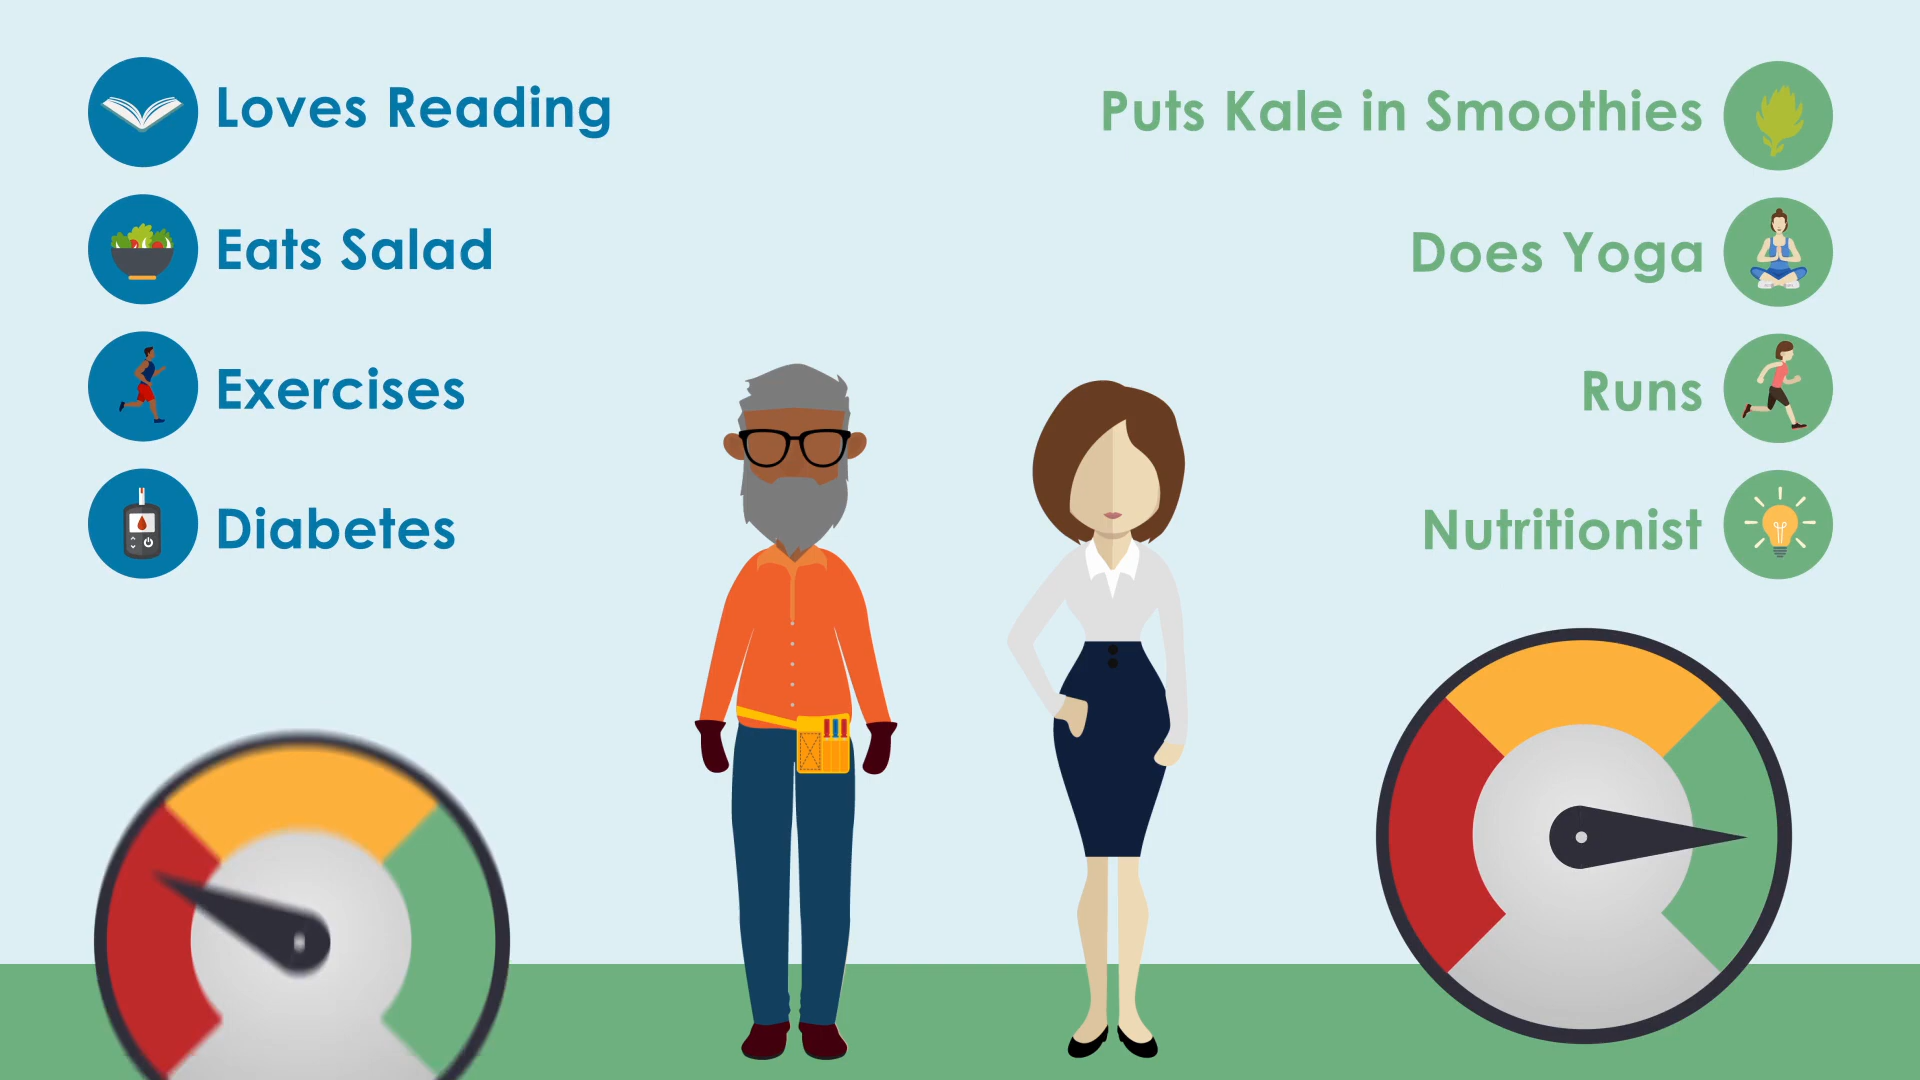 Loves Reading
Eats Salad
Exercises
Diabetes
Puts Kale in Smoothies
Does Yoga
Runs
Nutritionist